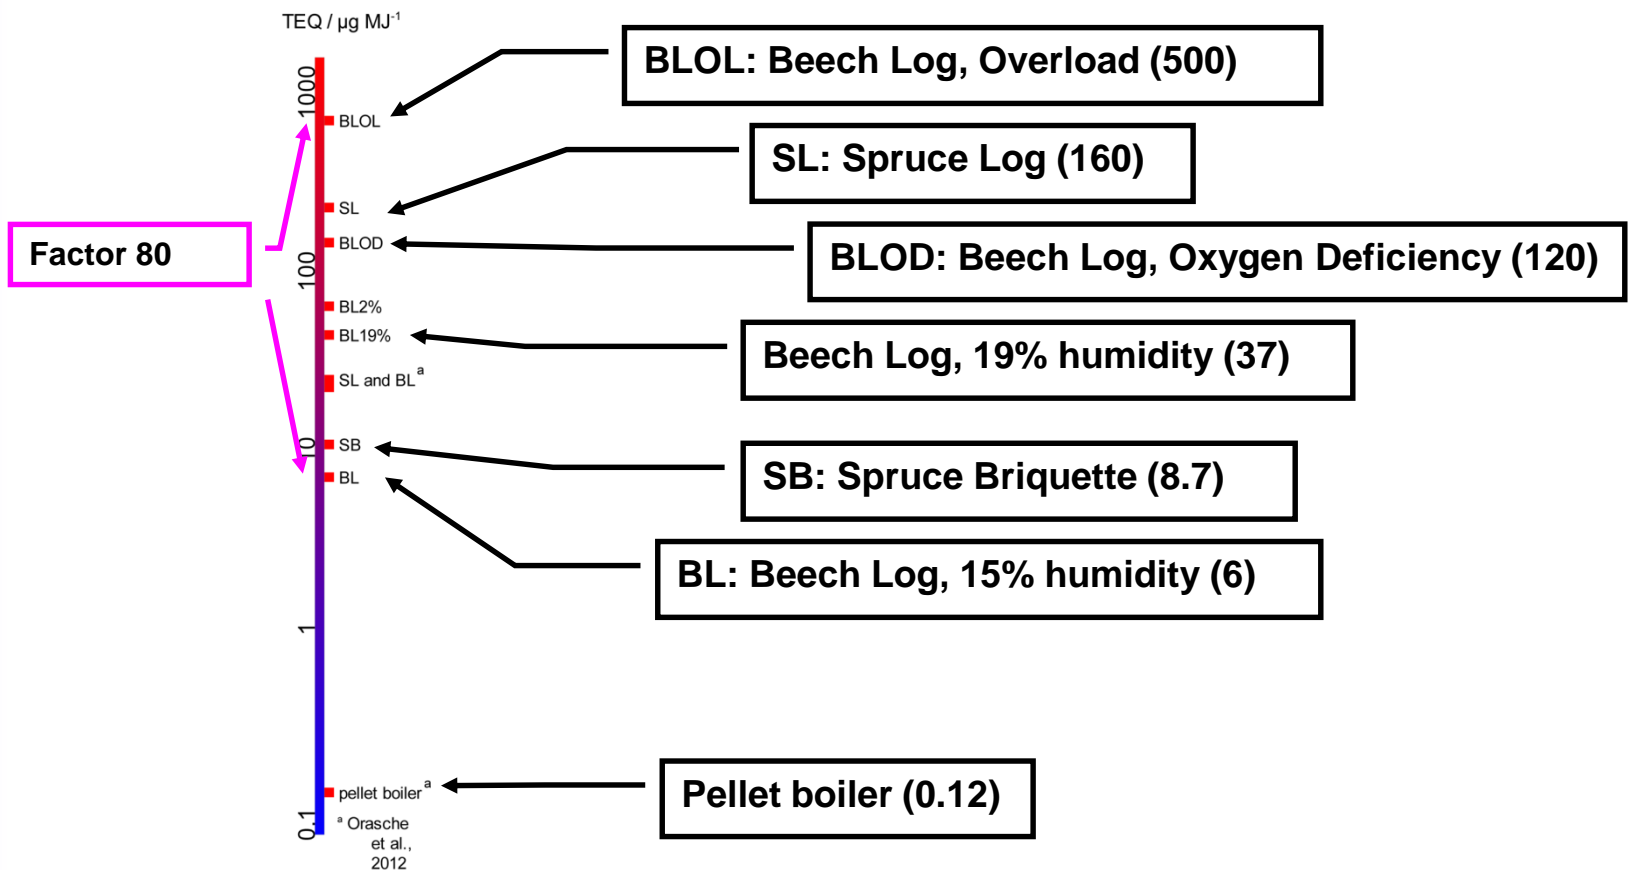 TEQ / µg MJ⁻¹
BLOL: Beech Log, Overload (500)
1000
BLOL
SL: Spruce Log (160)
SL
Factor 80
BLOD
BLOD: Beech Log, Oxygen Deficiency (120)
100
BL2%
BL19%
Beech Log, 19% humidity (37)
SL and BLᵃ
10
SB
SB: Spruce Briquette (8.7)
BL
BL: Beech Log, 15% humidity (6)
1
pellet boilerᵃ
Pellet boiler (0.12)
0.1
ᵃ Orasche
et al.,
2012